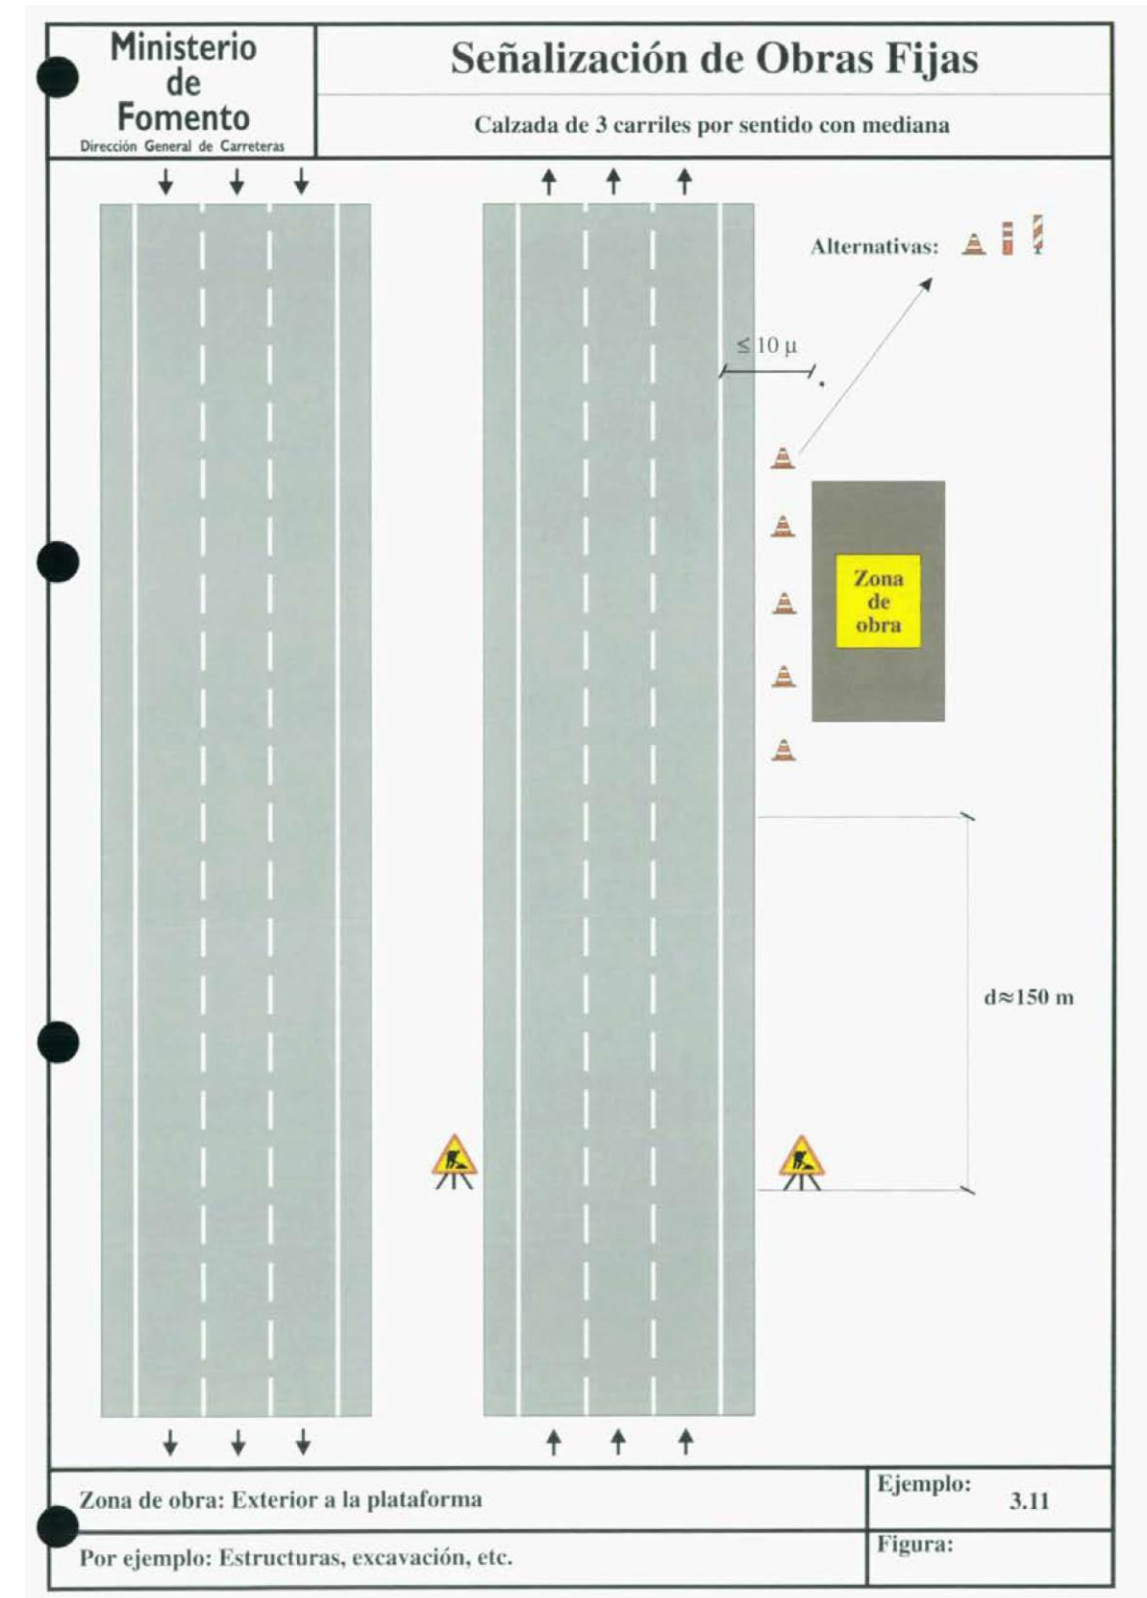 Ministerio
de
Fomento
Dirección General de Carreteras
Señalización de Obras Fijas
Calzada de 3 carriles por sentido con mediana
Alternativas:
≤ 10 μ
Zona
de
obra
d≈150 m
Zona de obra: Exterior a la plataforma
Ejemplo:
3.11
Por ejemplo: Estructuras, excavación, etc.
Figura: